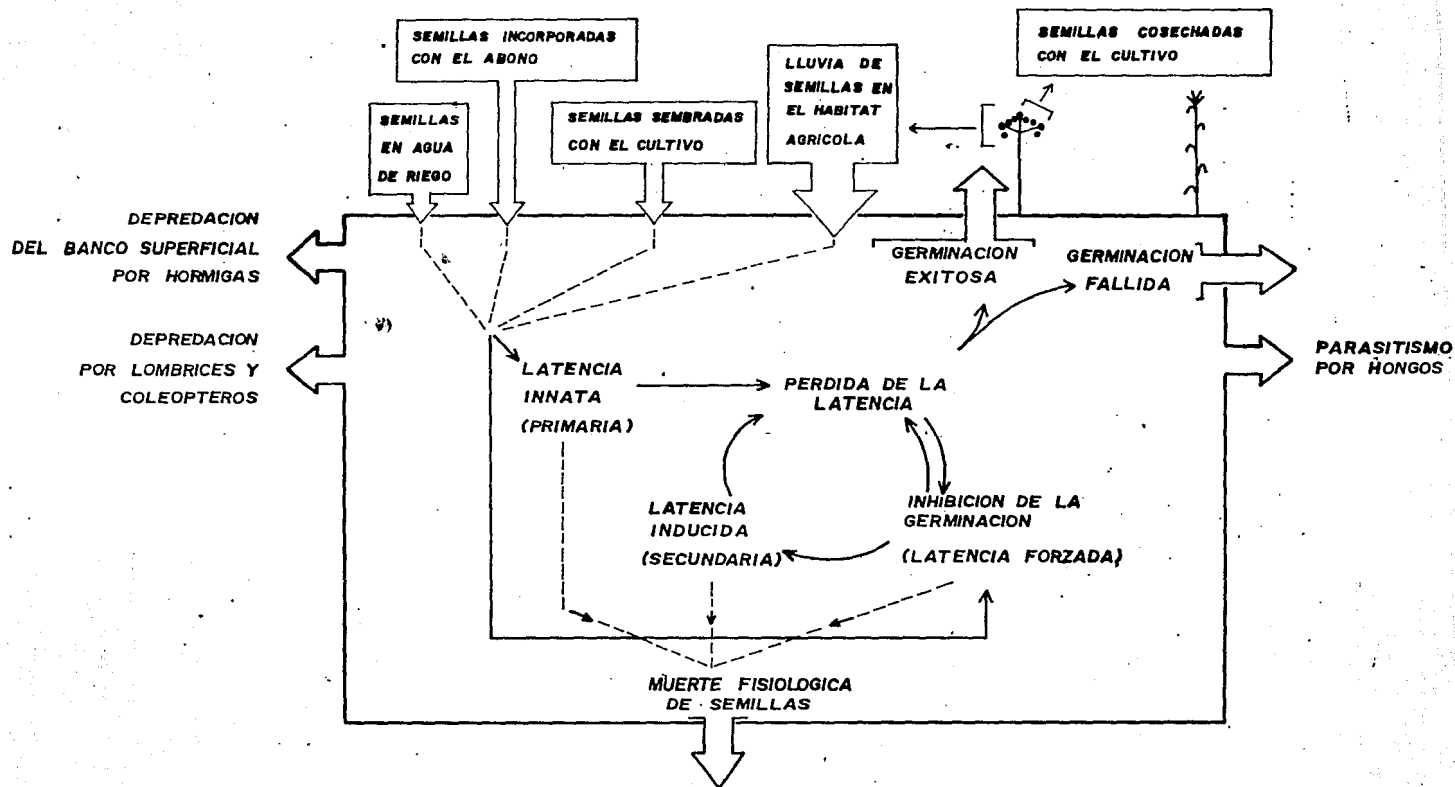 SEMILLAS INCORPORADAS
CON EL ABONO
SEMILLAS COSECHADAS
CON EL CULTIVO
LLUVIA DE
SEMILLAS EN
EL HABITAT
AGRICOLA
SEMILLAS
EN AGUA
DE RIEGO
SEMILLAS SEMBRADAS
CON EL CULTIVO
DEPREDACION
DEL BANCO SUPERFICIAL
POR HORMIGAS
GERMINACION
EXITOSA
GERMINACION
FALLIDA
DEPREDACION
POR LOMBRICES Y
COLEOPTEROS
PARASITISMO
POR HONGOS
LATENCIA
INNATA
(PRIMARIA)
PERDIDA DE LA
LATENCIA
LATENCIA
INDUCIDA
(SECUNDARIA)
INHIBICION DE LA
GERMINACION
(LATENCIA FORZADA)
MUERTE FISIOLOGICA
DE SEMILLAS